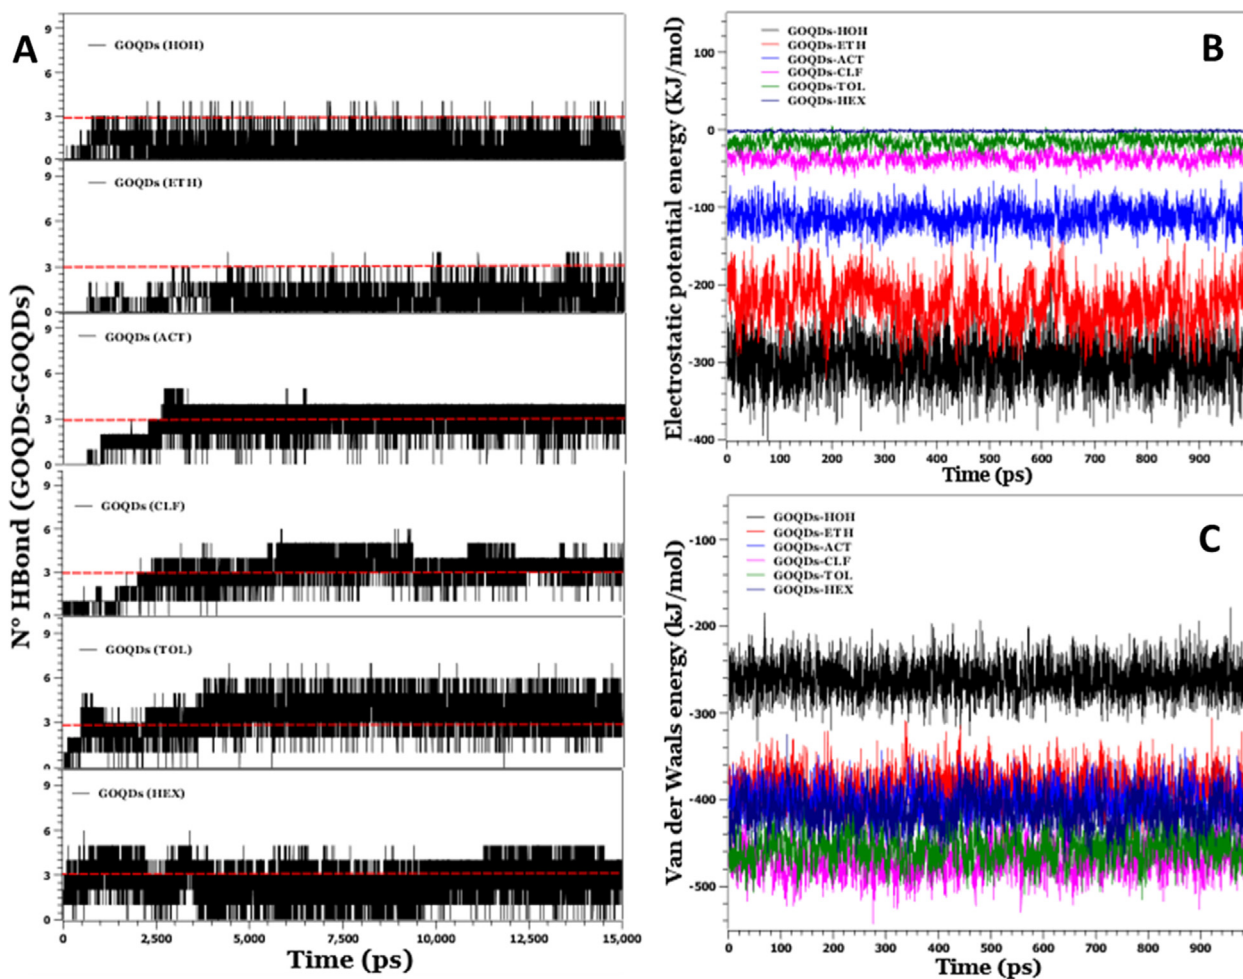 A
Nº HBond (GOQDs-GOQDs)
GOQDs (HOH)
9
6
3
0
GOQDs (ETH)
9
6
3
0
GOQDs (ACT)
9
6
3
0
GOQDs (CLF)
9
6
3
0
GOQDs (TOL)
9
6
3
0
GOQDs (HEX)
9
6
3
0
0 2,500 5,000 7,500 10,000 12,500 15,000
Time (ps)
B
Electrostatic potential energy (KJ/mol)
GOQDs-HOH
GOQDs-ETH
GOQDs-ACT
GOQDs-CLF
GOQDs-TOL
GOQDs-HEX
100
0
-100
-200
-300
-400
0 100 200 300 400 500 600 700 800 900
Time (ps)
C
Van der Waals energy (kJ/mol)
GOQDs-HOH
GOQDs-ETH
GOQDs-ACT
GOQDs-CLF
GOQDs-TOL
GOQDs-HEX
-100
-200
-300
-400
-500
0 100 200 300 400 500 600 700 800 900
Time (ps)